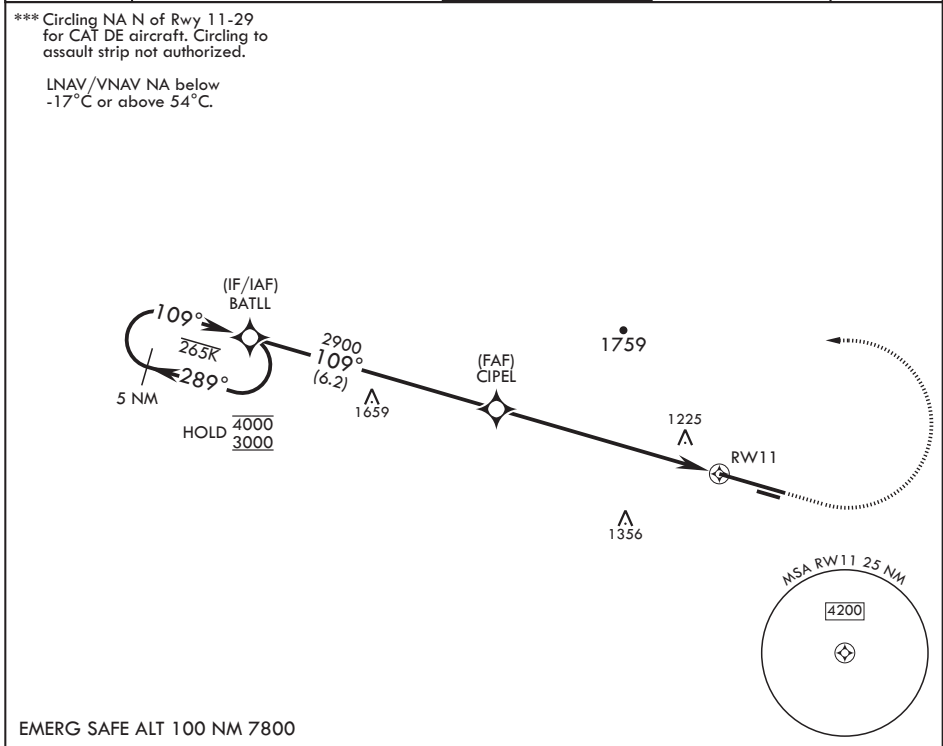 *** Circling NA N of Rwy 11-29
for CAT DE aircraft. Circling to
assault strip not authorized.
LNAV/VNAV NA below
-17°C or above 54°C.
(IF/IAF)
BATLL
109°
265K
289°
5 NM
HOLD 4000
3000
2900
109°
(6.2)
1659
(FAF)
CIPEL
1759
1225
RW11
1356
MSA RW11 25 NM
4200
EMERG SAFE ALT 100 NM 7800